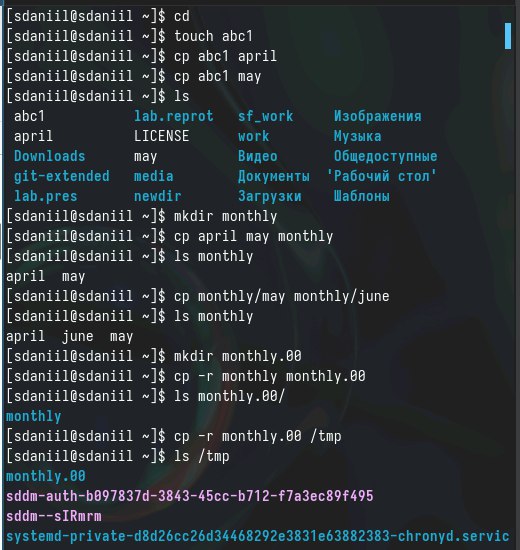 [sdaniil@sdaniil ~]$ cd
[sdaniil@sdaniil ~]$ touch abc1
[sdaniil@sdaniil ~]$ cp abc1 april
[sdaniil@sdaniil ~]$ cp abc1 may
[sdaniil@sdaniil ~]$ ls
abc1 lab.reprot sf_work Изображения
april LICENSE work Музыка
Downloads may Видео Общедоступные
git-extended media Документы 'Рабочий стол'
lab.pres newdir Загрузки Шаблоны
[sdaniil@sdaniil ~]$ mkdir monthly
[sdaniil@sdaniil ~]$ cp april may monthly
[sdaniil@sdaniil ~]$ ls monthly
april may
[sdaniil@sdaniil ~]$ cp monthly/may monthly/june
[sdaniil@sdaniil ~]$ ls monthly
april june may
[sdaniil@sdaniil ~]$ mkdir monthly.00
[sdaniil@sdaniil ~]$ cp -r monthly monthly.00
[sdaniil@sdaniil ~]$ ls monthly.00/
monthly
[sdaniil@sdaniil ~]$ cp -r monthly.00 /tmp
[sdaniil@sdaniil ~]$ ls /tmp
monthly.00
sddm-auth-b097837d-3843-45cc-b712-f7a3ec89f495
sddm--sIRmrm
systemd-private-d8d26cc26d34468292e3831e63882383-chronyd.servic